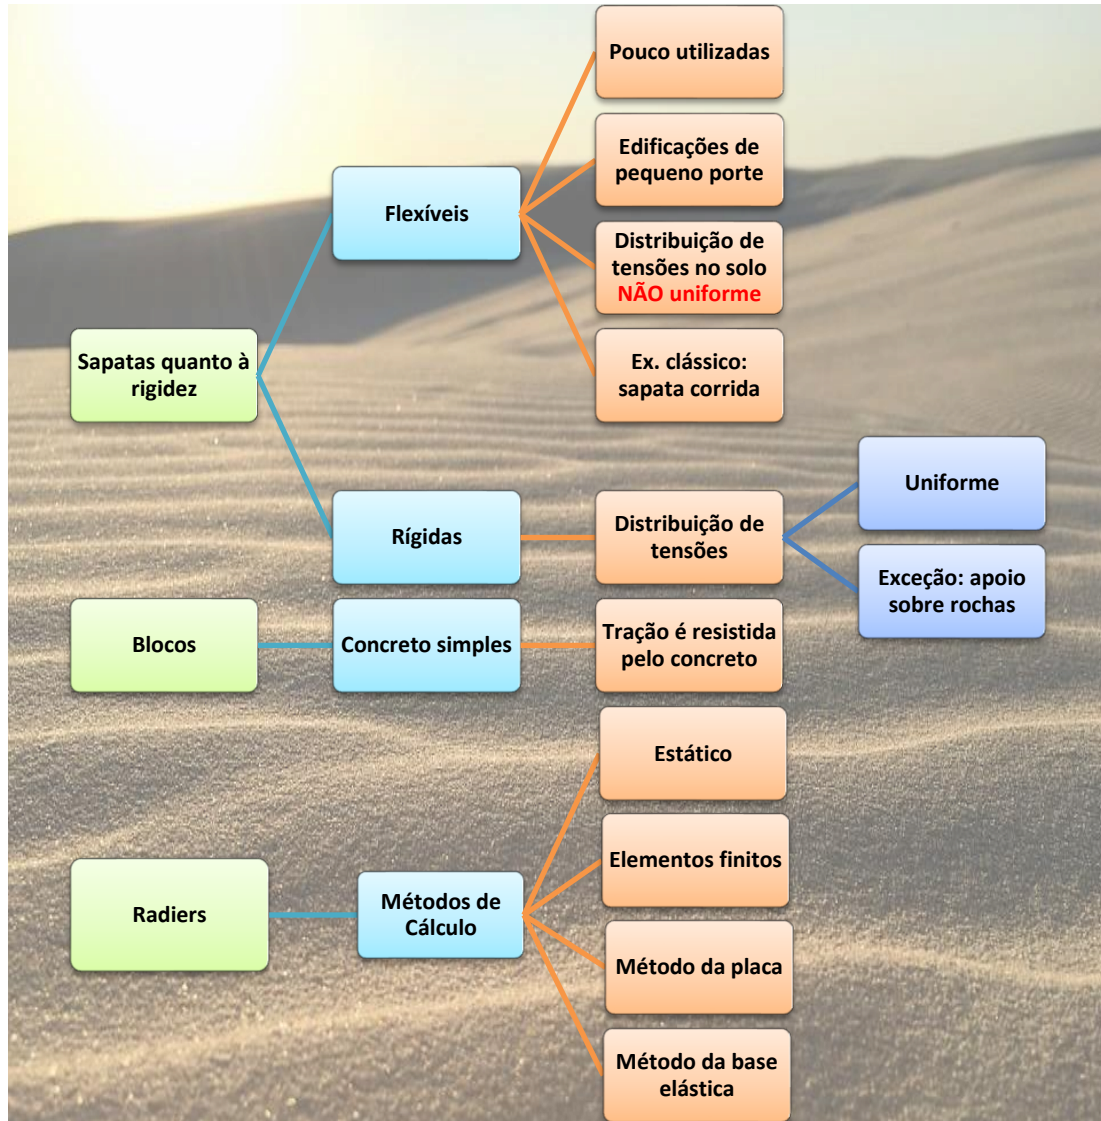 Pouco utilizadas
Edificações de
pequeno porte
Flexíveis
Distribuição de
tensões no solo
NÃO uniforme
Sapatas quanto à
rigidez
Ex. clássico:
sapata corrida
Uniforme
Rígidas
Distribuição de
tensões
Exceção: apoio
sobre rochas
Blocos
Concreto simples
Tração é resistida
pelo concreto
Estático
Elementos finitos
Radiers
Métodos de
Cálculo
Método da placa
Método da base
elástica